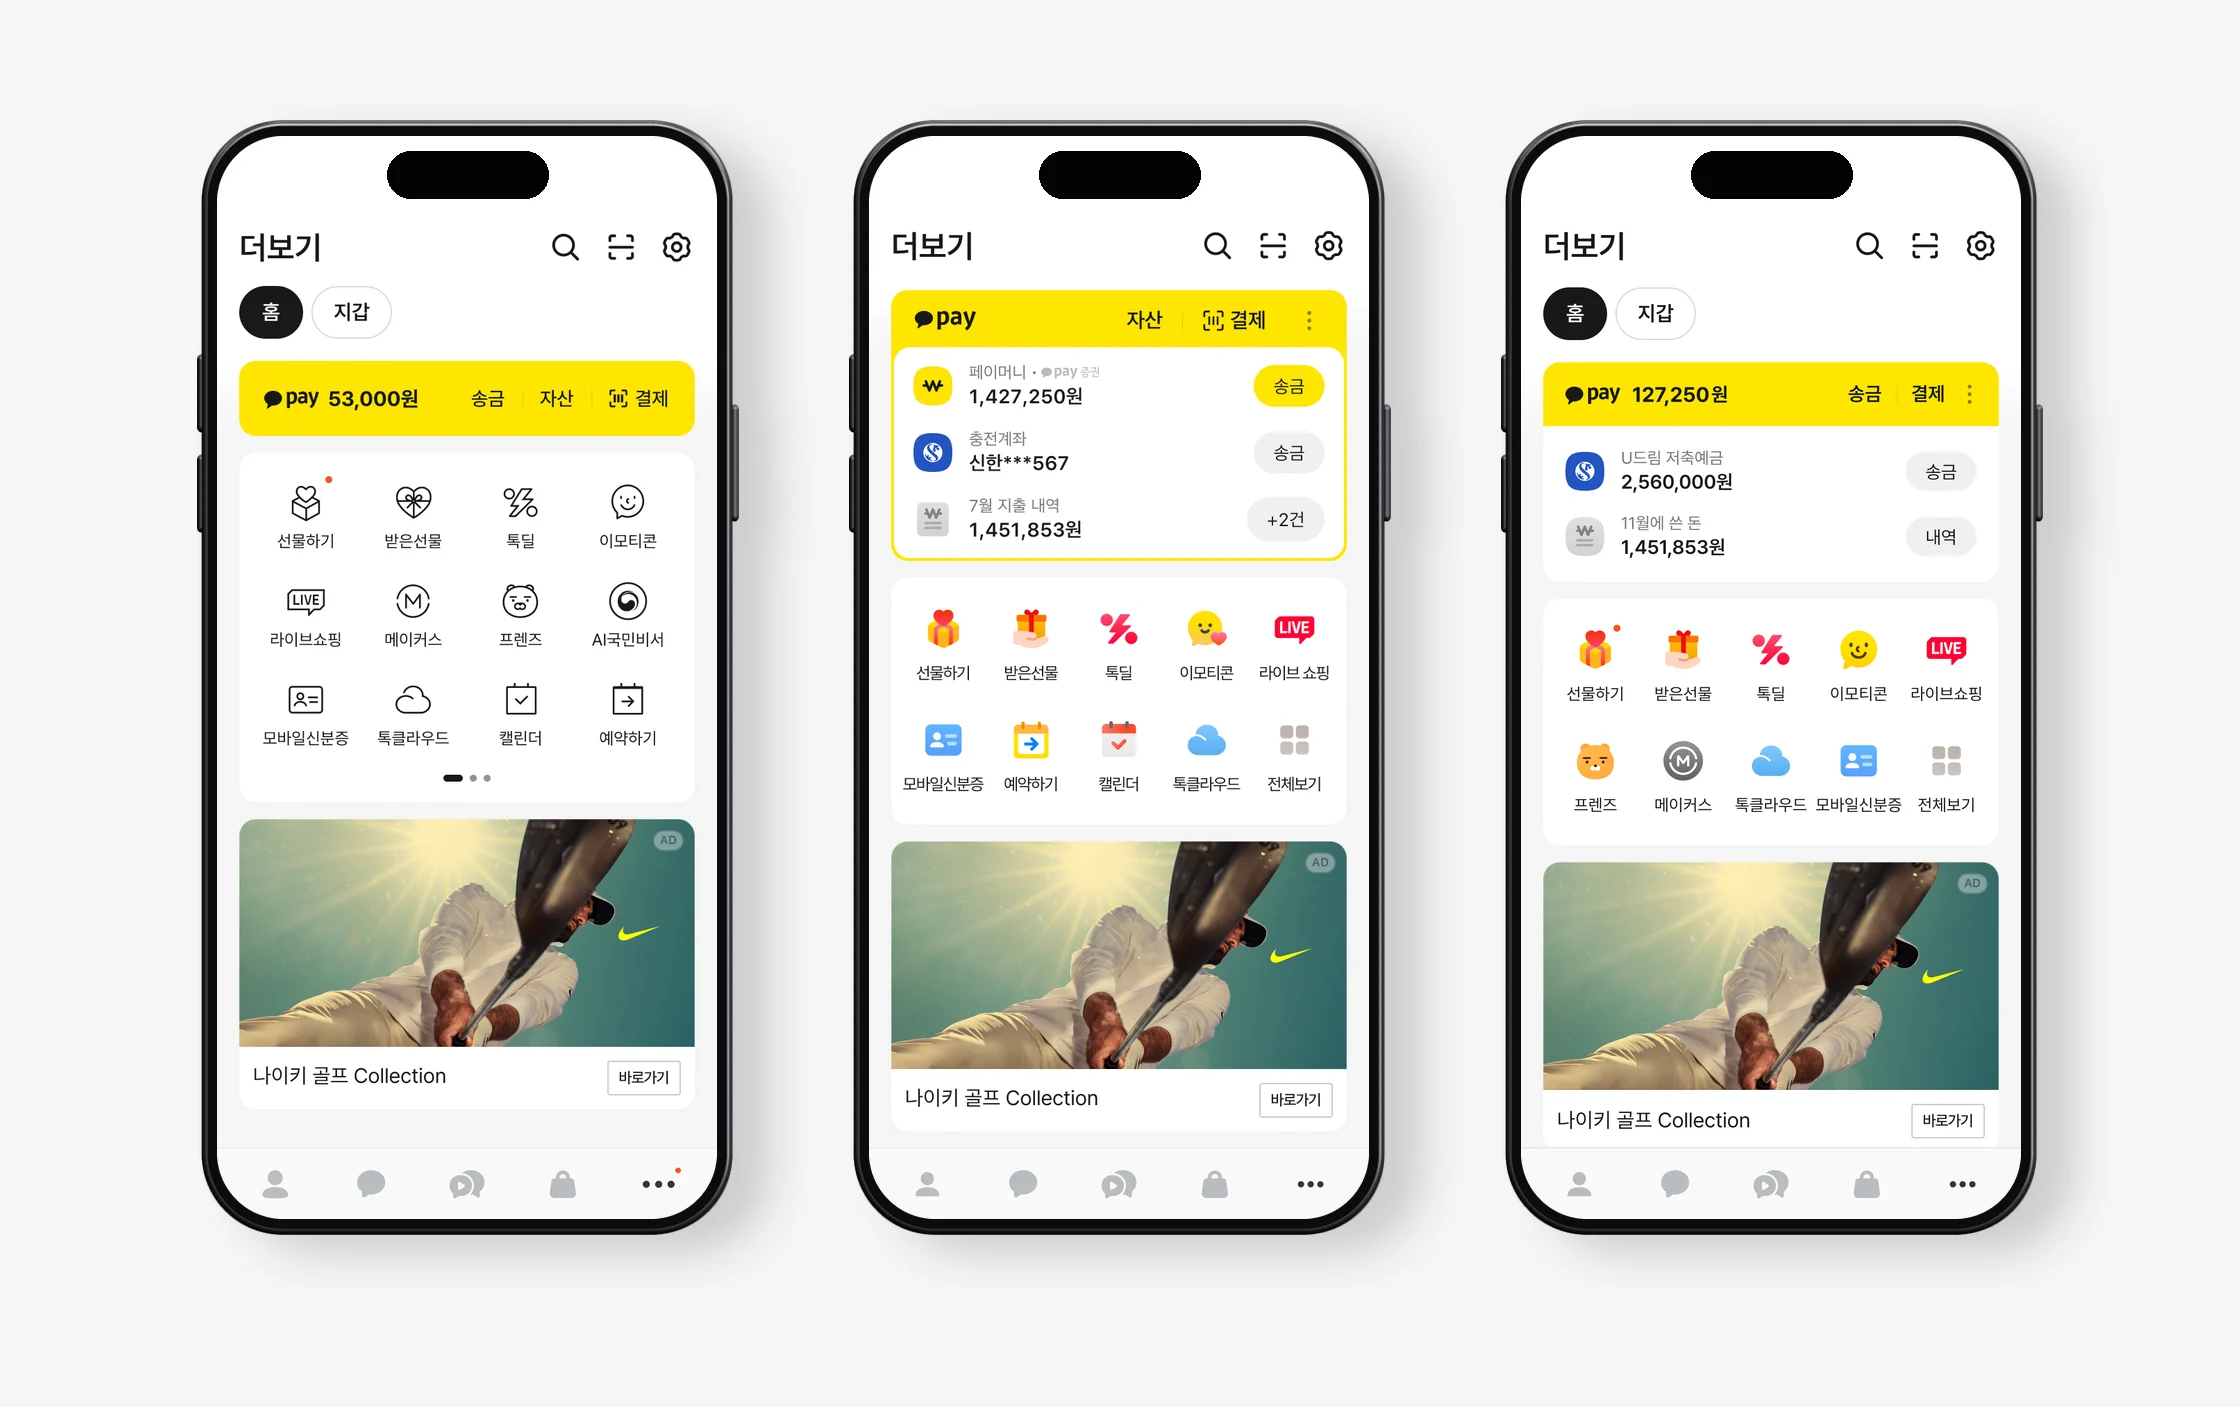 더보기
홈 지갑
pay 53,000원 송금 자산 결제
선물하기 받은선물 톡딜 이모티콘
LIVE M
라이브쇼핑 메이커스 프렌즈 AI국민비서
모바일신분증 톡클라우드 캘린더 예약하기
AD
나이키 골프 Collection 바로가기
더보기
pay 자산 결제
페이머니 • pay 증권
1,427,250원 송금
충전계좌
신한***567 송금
7월 지출 내역
1,451,853원 +2건
LIVE
선물하기 받은선물 톡딜 이모티콘 라이브 쇼핑
모바일신분증 예약하기 캘린더 톡클라우드 전체보기
AD
나이키 골프 Collection 바로가기
더보기
홈 지갑
pay 127,250원 송금 결제
U드림 저축예금
2,560,000원 송금
11월에 쓴 돈
1,451,853원 내역
LIVE
선물하기 받은선물 톡딜 이모티콘 라이브쇼핑
M
프렌즈 메이커스 톡클라우드 모바일신분증 전체보기
AD
나이키 골프 Collection 바로가기